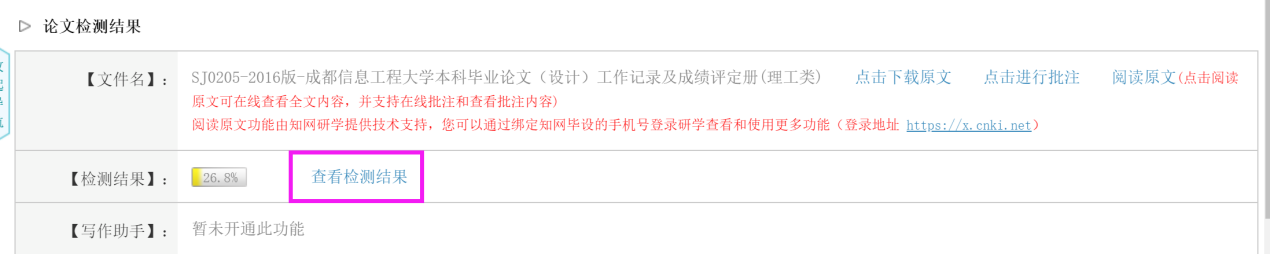 论文检测结果
【文件名】: SJ0205-2016版-成都信息工程大学本科毕业论文（设计）工作记录及成绩评定册(理工类) 点击下载原文 点击进行批注 阅读原文(点击阅读
原文可在线查看全文内容, 并支持在线批注和查看批注内容)
阅读原文功能由知网研学提供技术支持, 您可以通过绑定知网毕设的手机号登录研学查看和使用更多功能（登录地址 https://x.cnki.net）
【检测结果】: 26.8% 查看检测结果
【写作助手】: 暂未开通此功能